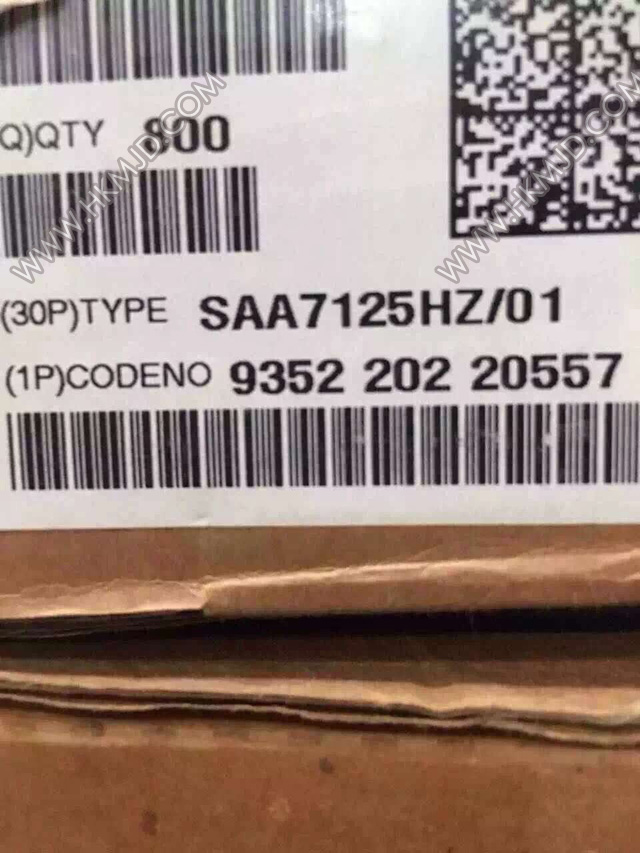 Q)QTY 800
(30P)TYPE SAA7125HZ/01
(1P)CODENO 9352 202 20557
WWW.HKMJD.COM
WWW.HKMJD.COM